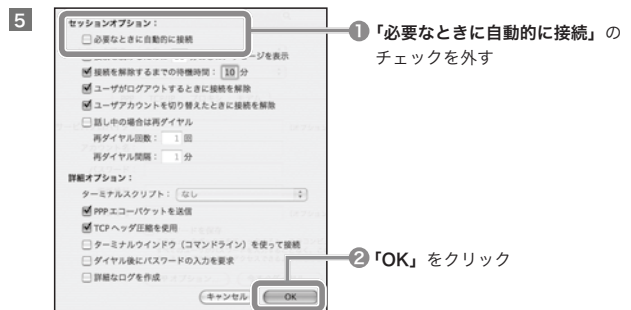 5
セッションオプション：
必要なときに自動的に接続
ージを表示
接続を解除するまでの待機時間： 10 分
ユーザがログアウトするときに接続を解除
ユーザアカウントを切り替えたときに接続を解除
話し中の場合は再ダイヤル
再ダイヤル回数： 1 回
再ダイヤル間隔： 1 分
詳細オプション：
ターミナルスクリプト： なし
PPP エコーパケットを送信
TCP ヘッダ圧縮を使用
ターミナルウインドウ（コマンドライン）を使って接続
ダイヤル後にパスワードの入力を要求
詳細なログを作成
キャンセル OK
❶「必要なときに自動的に接続」の
チェックを外す
❷「OK」をクリック